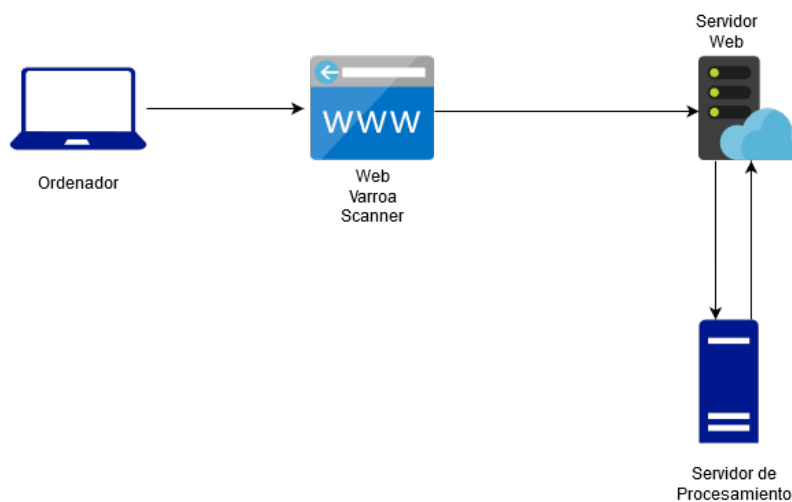 Servidor
Web
WWW
Ordenador
Web
Varroa
Scanner
Servidor de
Procesamiento